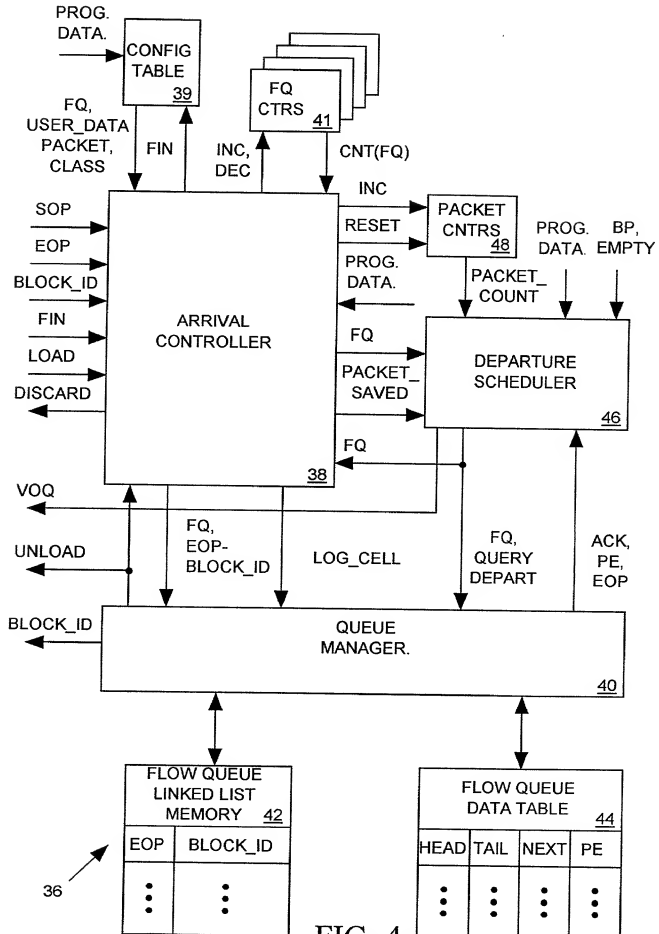 PROG.
DATA.
CONFIG
TABLE
39
FQ
CTRS
41
FQ,
USER_DATA
PACKET,
CLASS
FIN
INC,
DEC
CNT(FQ)
INC
RESET
PACKET
CNTRS
48
PROG.
DATA.
BP,
EMPTY
SOP
EOP
BLOCK_ID
FIN
LOAD
DISCARD
ARRIVAL
CONTROLLER
38
PROG.
DATA.
PACKET_
COUNT
FQ
PACKET_
SAVED
FQ
DEPARTURE
SCHEDULER
46
VOQ
UNLOAD
BLOCK_ID
FQ,
EOP-
BLOCK_ID
LOG_CELL
FQ,
QUERY
DEPART
ACK,
PE,
EOP
QUEUE
MANAGER.
40
FLOW QUEUE
LINKED LIST
MEMORY 42
EOP BLOCK_ID
FLOW QUEUE
DATA TABLE
44
HEAD TAIL NEXT PE
36
FIG. 4